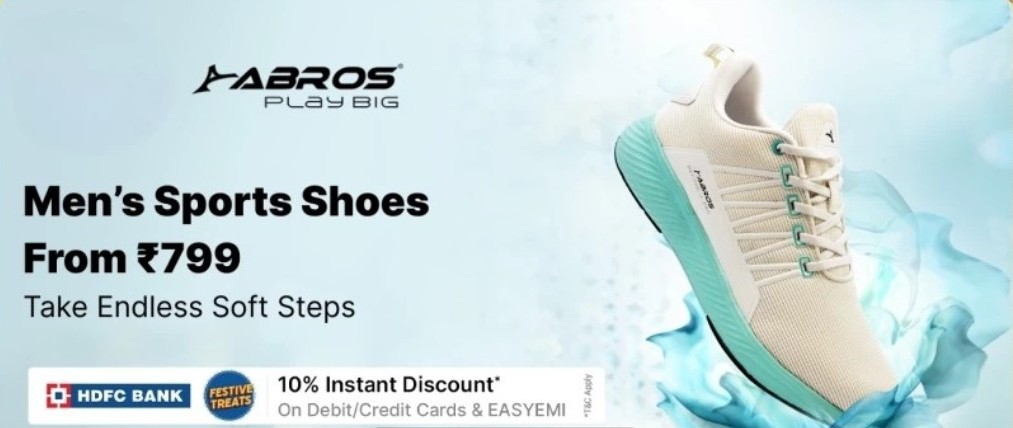 ABROS
PLAY BIG
Men's Sports Shoes
From ₹799
Take Endless Soft Steps
HDFC BANK
FESTIVE
TREATS
10% Instant Discount*
On Debit/Credit Cards & EASYEMI
*T&C Apply
ABROS